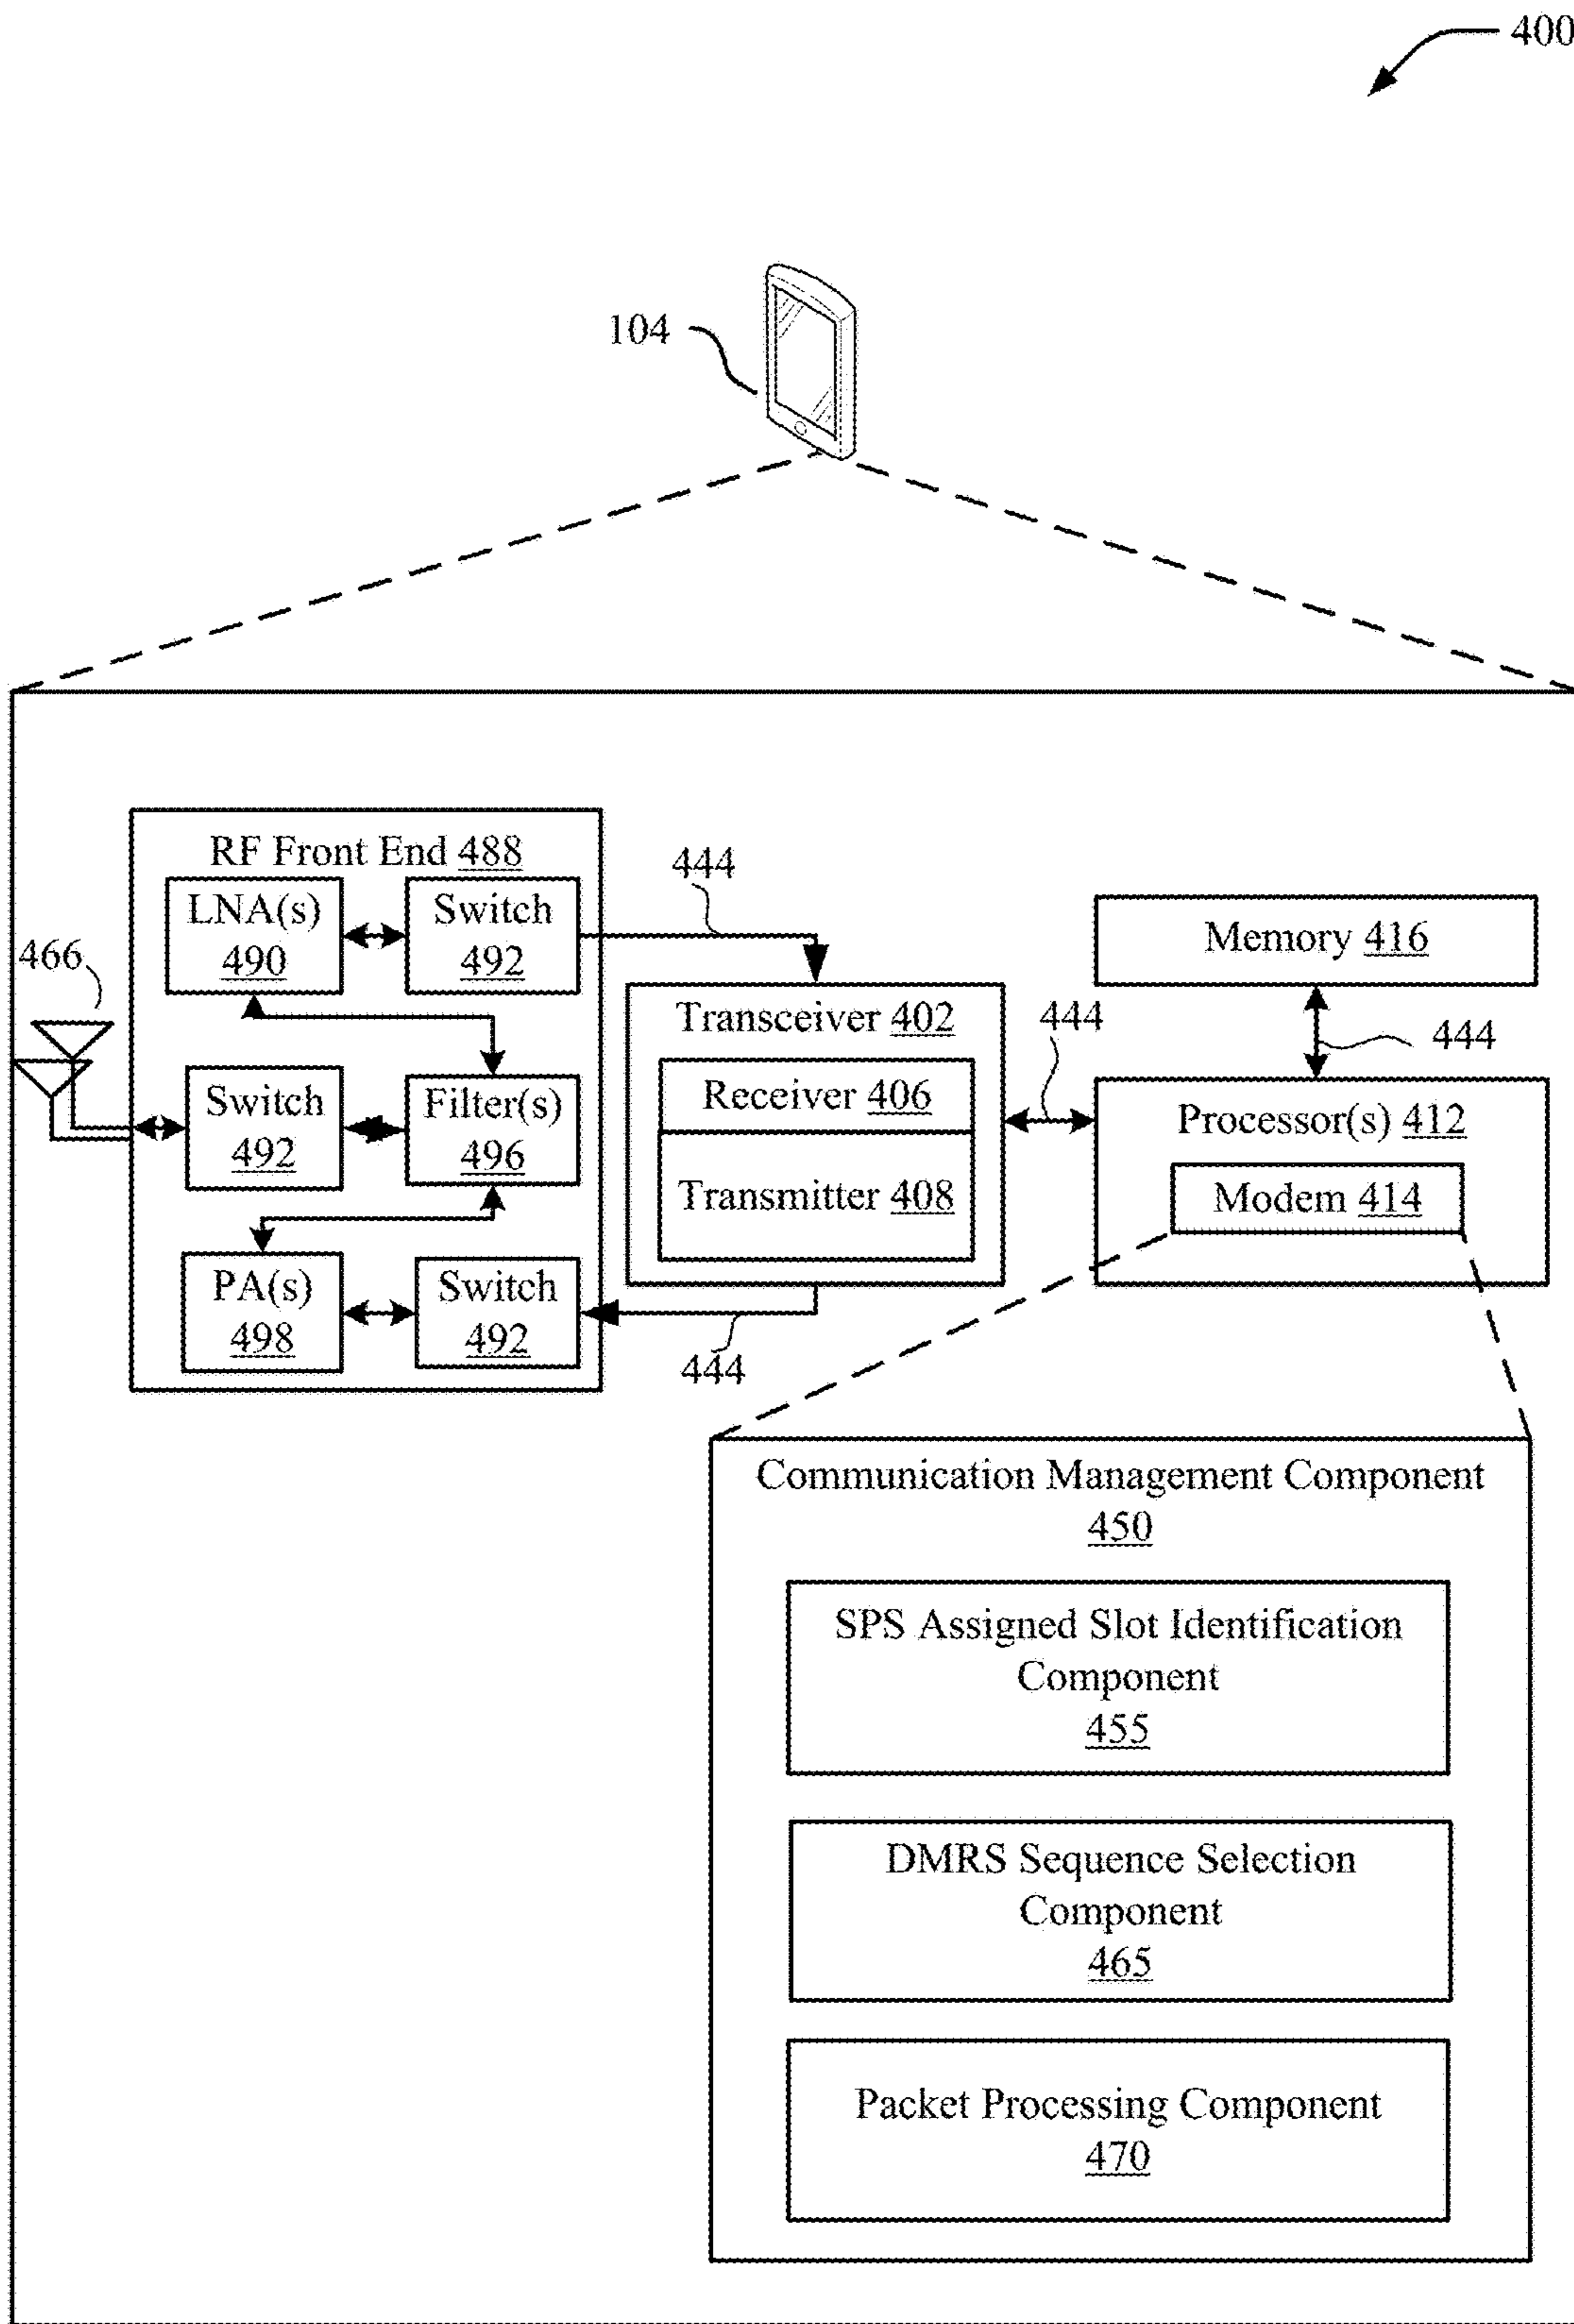 400
104
RF Front End 488
LNA(s)
490
Switch
492
444
466
Switch
492
Filter(s)
496
PA(s)
498
Switch
492
444
Transceiver 402
Receiver 406
Transmitter 408
444
Memory 416
444
Processor(s) 412
Modem 414
Communication Management Component
450
SPS Assigned Slot Identification
Component
455
DMRS Sequence Selection
Component
465
Packet Processing Component
470